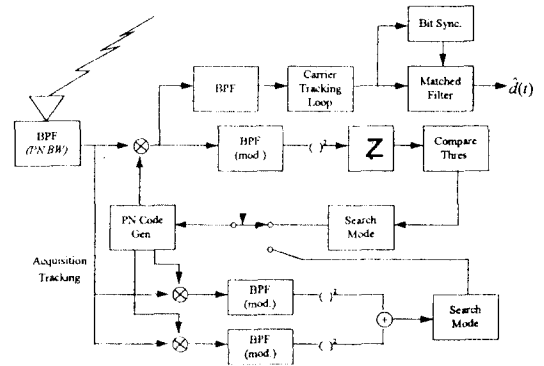 Bit Sync.
BPF
Carrier
Tracking
Loop
Matched
Filter
d̂(t)
BPF
(PN BW)
BPF
(mod.)
( )²
Z
Compare
Thres
PN Code
Gen
Search
Mode
Acquisition
Tracking
BPF
(mod.)
( )²
+
Search
Mode
BPF
(mod.)
( )²